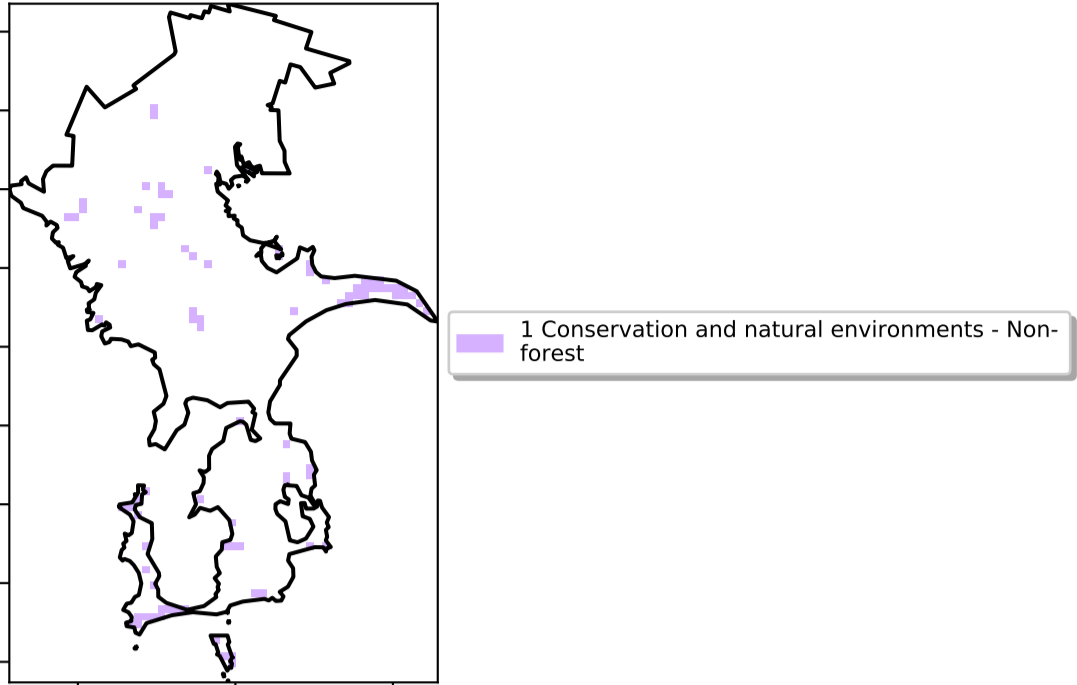 1 Conservation and natural environments - Non-
forest